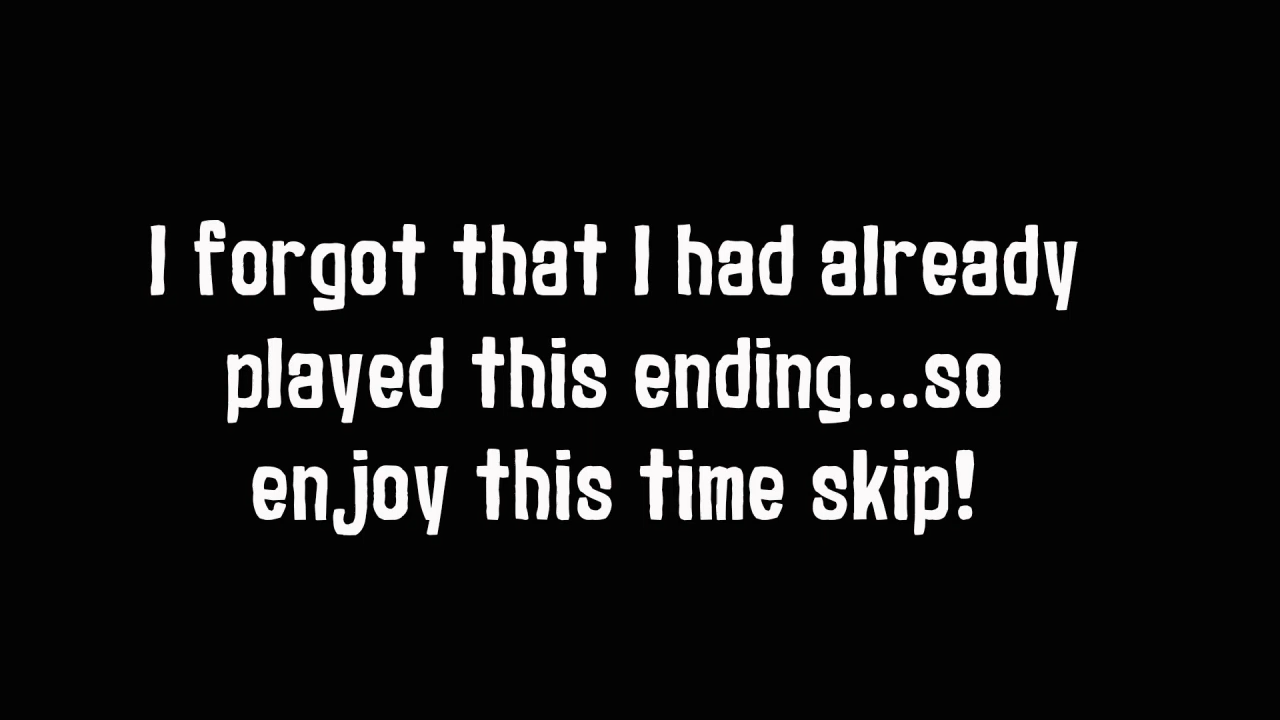 I forgot that I had already
played this ending...so
enjoy this time skip!